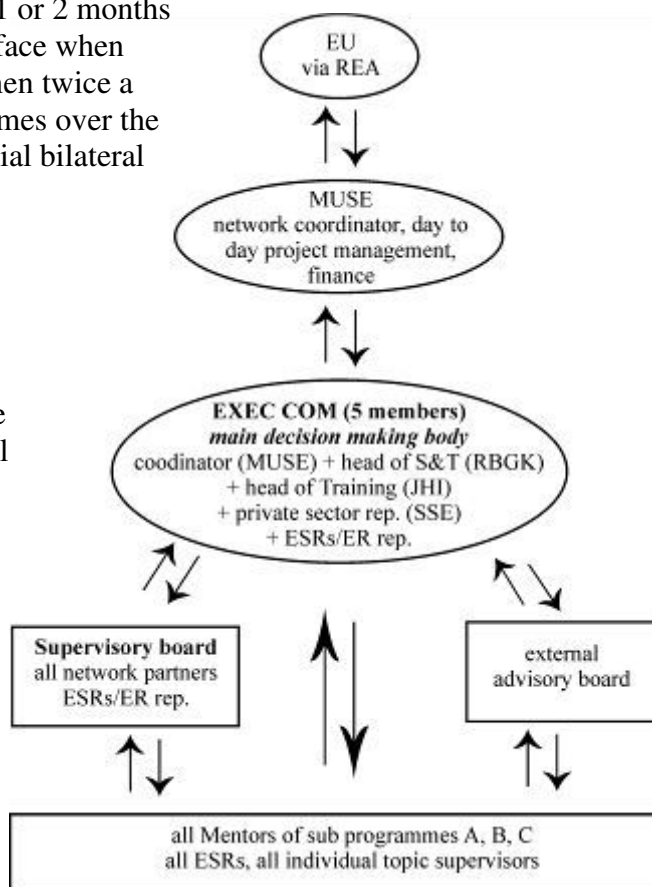 1 or 2 months
face when
hen twice a
mes over the
ial bilateral
e
l
EU
via REA
MUSE
network coordinator, day to
day project management,
finance
EXEC COM (5 members)
main decision making body
coodinator (MUSE) + head of S&T (RBGK)
+ head of Training (JHI)
+ private sector rep. (SSE)
+ ESRs/ER rep.
Supervisory board
all network partners
ESRs/ER rep.
external
advisory board
all Mentors of sub programmes A, B, C
all ESRs, all individual topic supervisors